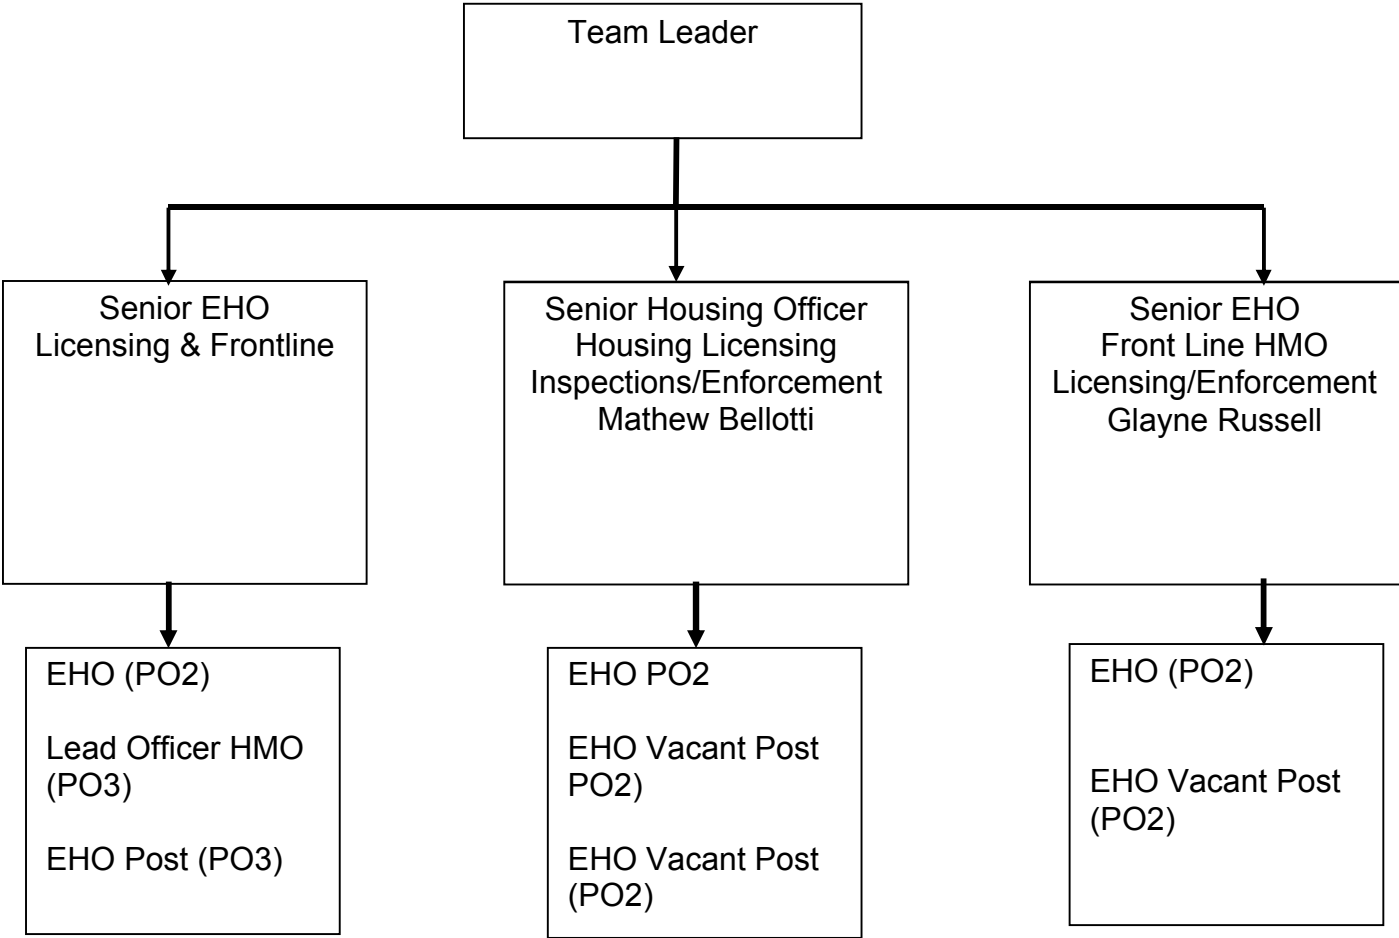 Team Leader
Senior EHO
Licensing & Frontline
Senior Housing Officer
Housing Licensing
Inspections/Enforcement
Mathew Bellotti
Senior EHO
Front Line HMO
Licensing/Enforcement
Glayne Russell
EHO (PO2)
Lead Officer HMO
(PO3)
EHO Post (PO3)
EHO PO2
EHO Vacant Post
PO2)
EHO Vacant Post
(PO2)
EHO (PO2)
EHO Vacant Post
(PO2)